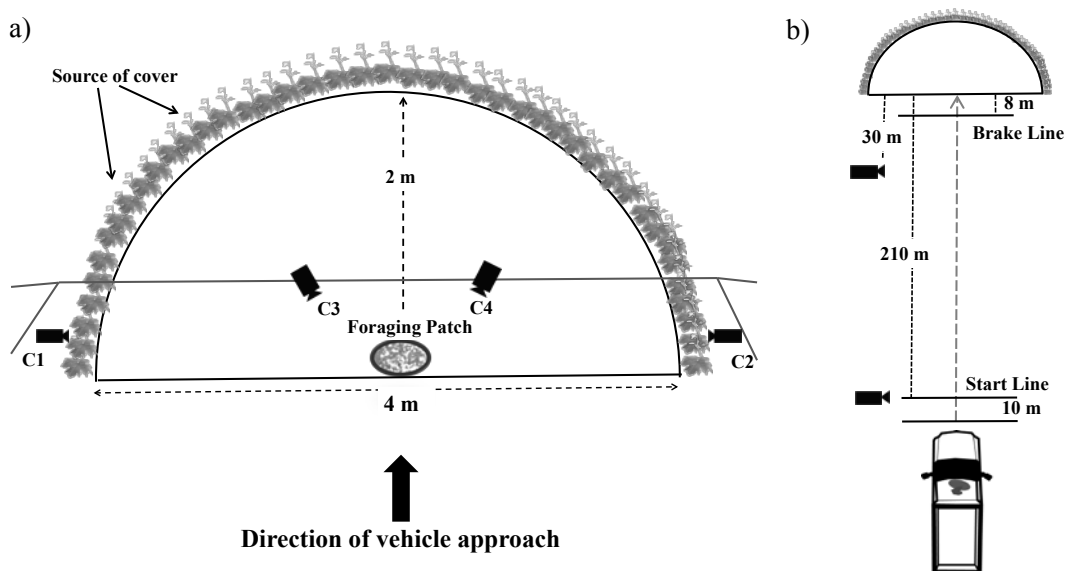 a)
Source of cover
2 m
C3
C4
Foraging Patch
C1
C2
4 m
Direction of vehicle approach
b)
8 m
30 m
Brake Line
210 m
Start Line
10 m